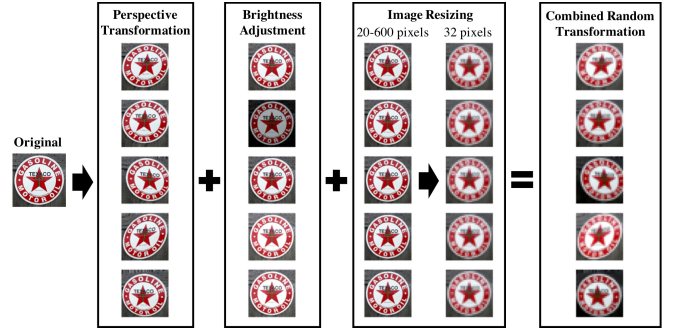 Perspective
Transformation
Brightness
Adjustment
Image Resizing
20-600 pixels
32 pixels
Combined Random
Transformation
Original
GASOLINE
TEXACO
MOTOR OIL